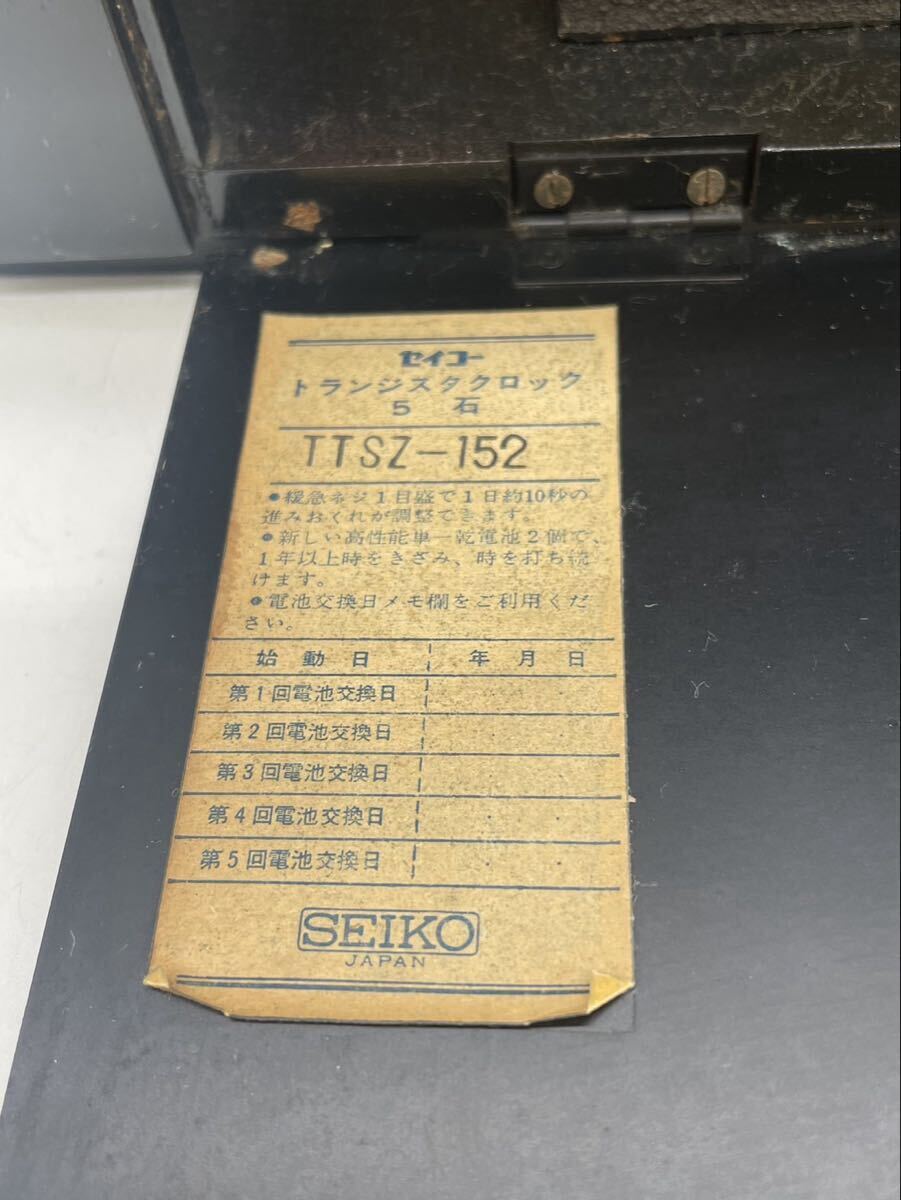 セイコー
トランジスタクロック
5 石
TTSZ-152
●緩急ネジ1目盛で1日約10秒の
進みおくれが調整できます。
●新しい高性能単一乾電池2個で、
1年以上時をきざみ、時を打ち続
けます。
●電池交換日メモ欄をご利用くだ
さい。
始動日 年 月 日
第1回電池交換日 . .
第2回電池交換日 . .
第3回電池交換日 . .
第4回電池交換日 . .
第5回電池交換日 . .
SEIKO
JAPAN